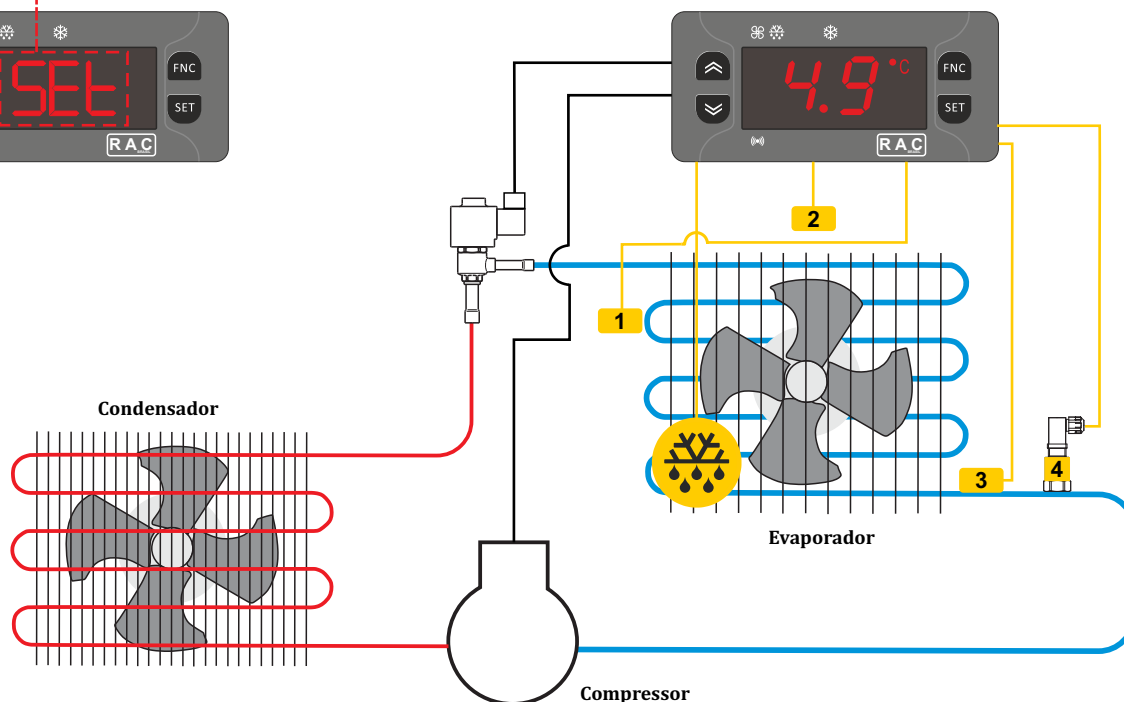 SEt
FNC
SET
RAC
4.9 °C
FNC
SET
RAC
2
1
Condensador
3
4
Evaporador
Compressor